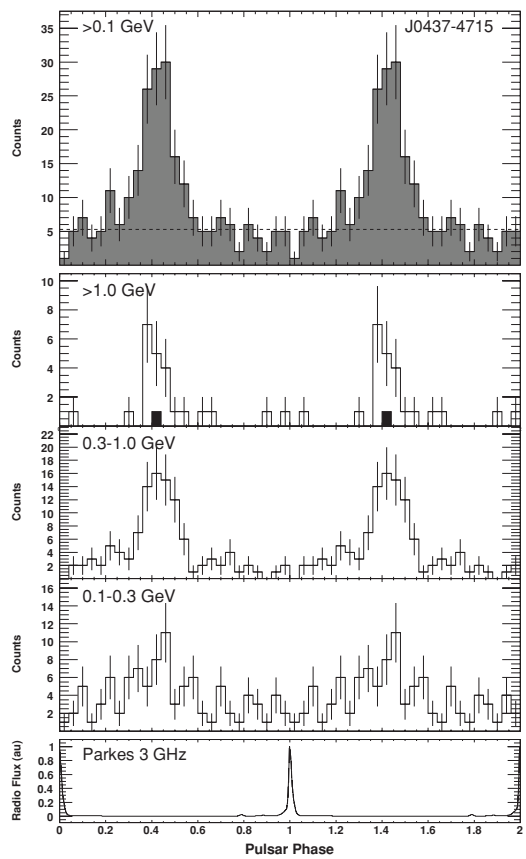 >0.1 GeV
J0437-4715
35
30
25
20
15
10
5
0
Counts
>1.0 GeV
10
8
6
4
2
Counts
0.3-1.0 GeV
22
20
18
16
14
12
10
8
6
4
2
Counts
0.1-0.3 GeV
16
14
12
10
8
6
4
2
Counts
Parkes 3 GHz
1
0.8
0.6
0.4
0.2
0
Radio Flux (au)
0 0.2 0.4 0.6 0.8 1 1.2 1.4 1.6 1.8 2
Pulsar Phase